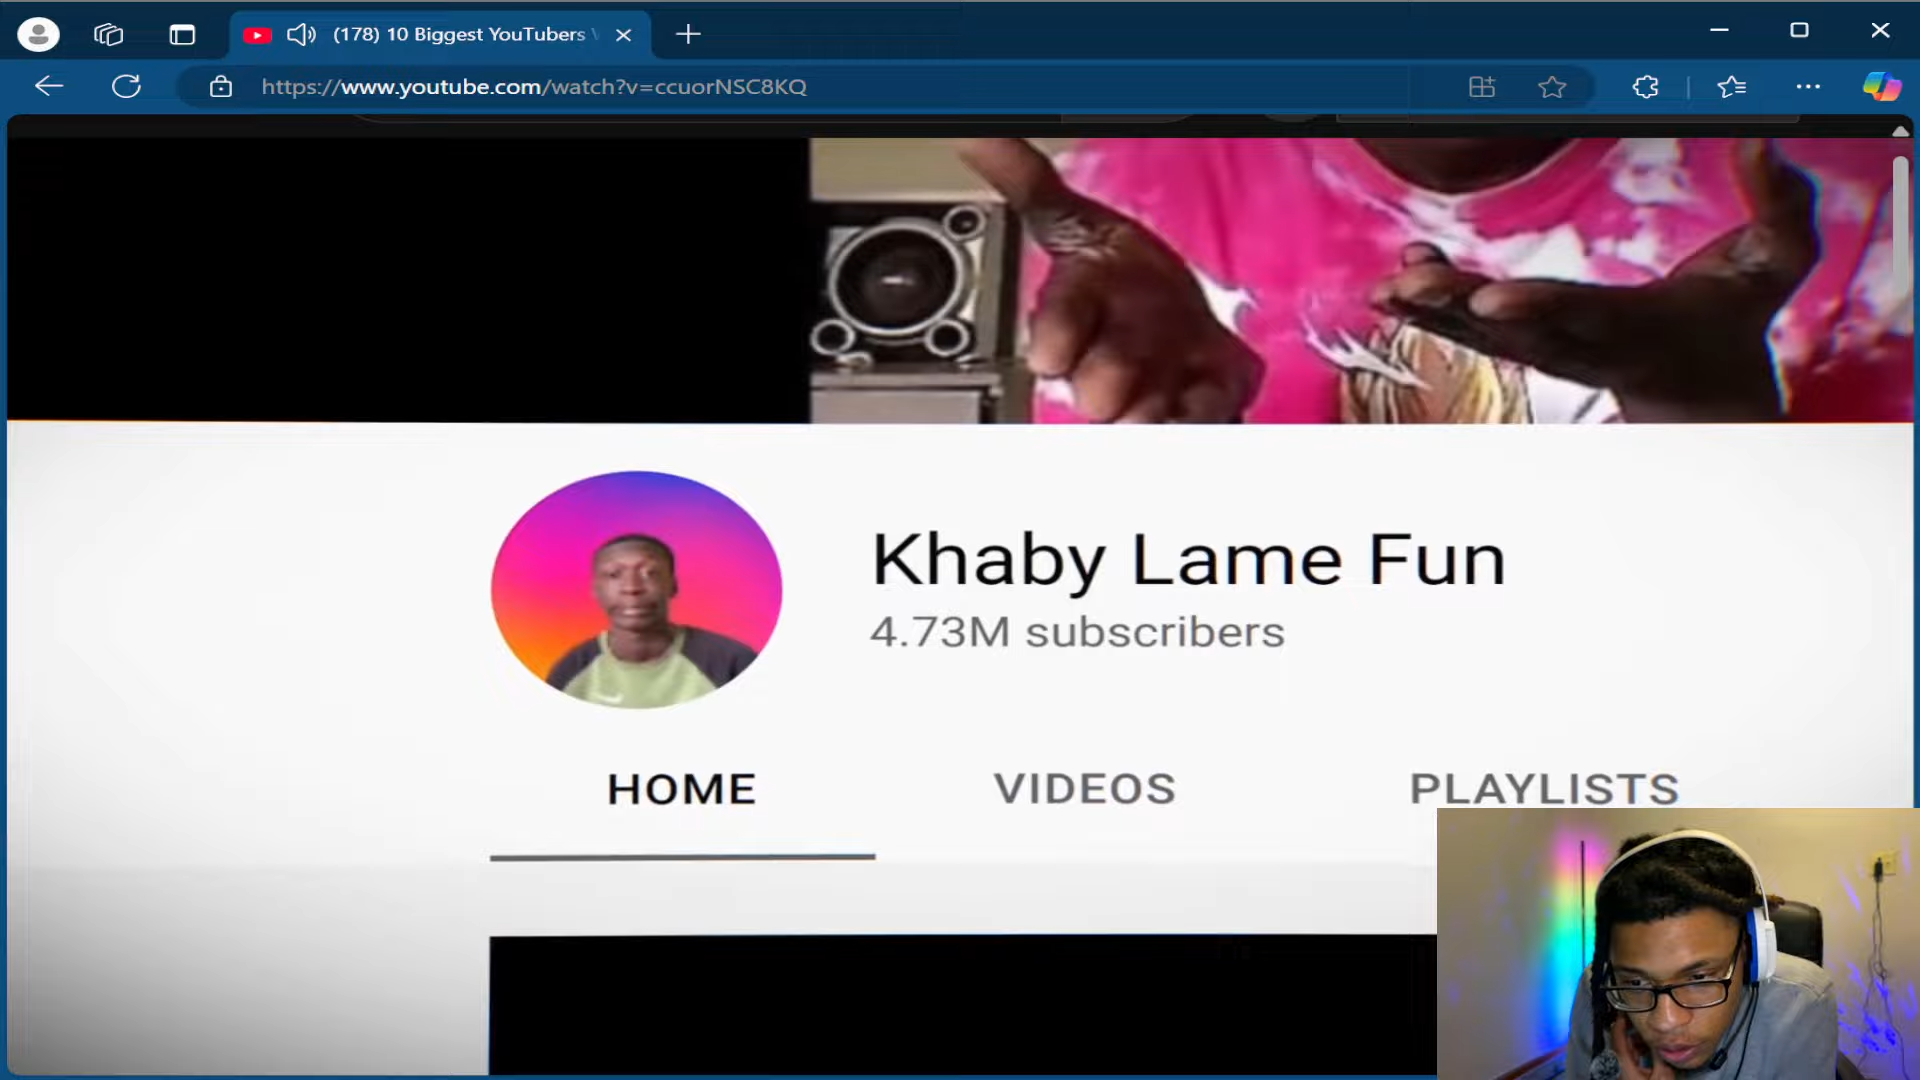 (178) 10 Biggest YouTubers
https://www.youtube.com/watch?v=ccuorNSC8KQ
Khaby Lame Fun
4.73M subscribers
HOME VIDEOS PLAYLISTS